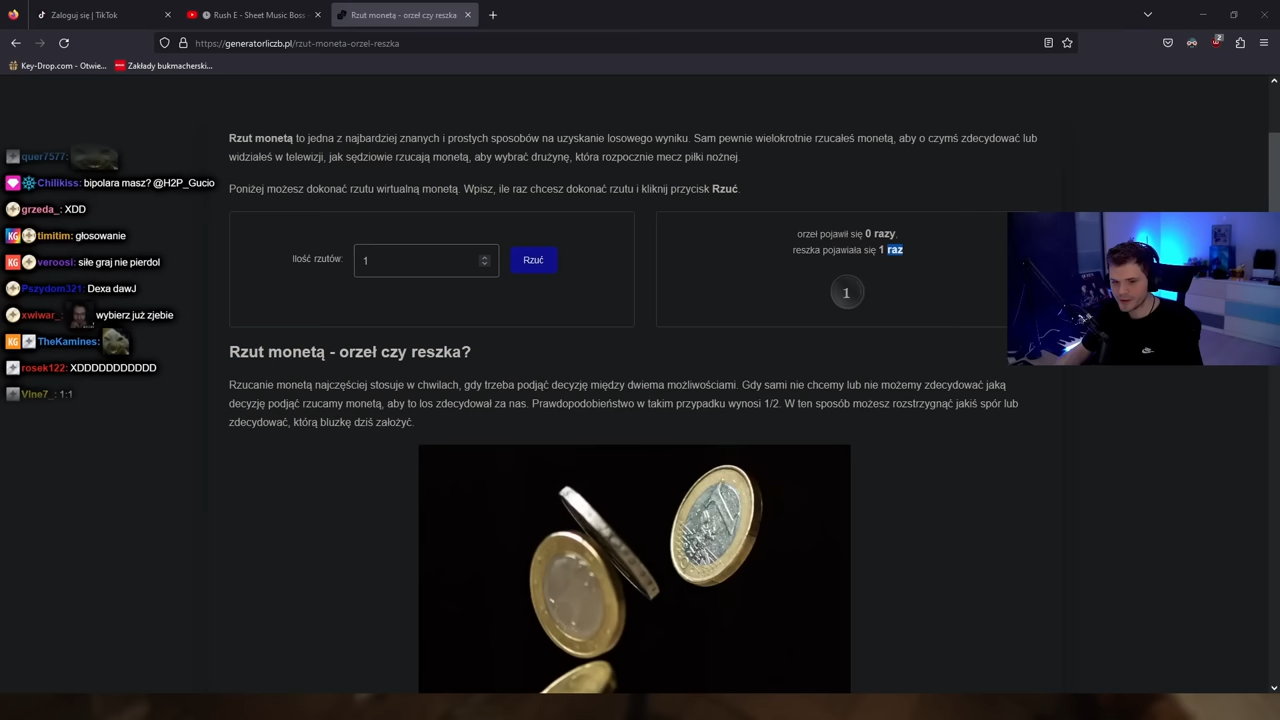 Zaloguj się | TikTok
Rush E - Sheet Music Boss -
Rzut monetą - orzeł czy reszka
https://generatorliczb.pl/rzut-moneta-orzel-reszka
2
Key-Drop.com - Otwie...
Zakłady bukmacherski...
Rzut monetą to jedna z najbardziej znanych i prostych sposobów na uzyskanie losowego wyniku. Sam pewnie wielokrotnie rzucałeś monetą, aby o czymś zdecydować lub
widziałeś w telewizji, jak sędziowie rzucają monetą, aby wybrać drużynę, która rozpocznie mecz piłki nożnej.
Poniżej możesz dokonać rzutu wirtualną monetą. Wpisz, ile raz chcesz dokonać rzutu i kliknij przycisk Rzuć.
quer7577:
Chilikiss: bipolara masz? @H2P_Gucio
grzeda_: XDD
KG timitim: głosowanie
KG veroosi: siłe graj nie pierdol
Pszydom321: Dexa dawJ
xwiwar_: wybierz już zjebie
KG TheKamines:
rosek122: XDDDDDDDDDDD
Vine7_: 1:1
Ilość rzutów: 1 Rzuć
orzeł pojawił się 0 razy,
reszka pojawiała się 1 raz
1
Rzut monetą - orzeł czy reszka?
Rzucanie monetą najczęściej stosuje w chwilach, gdy trzeba podjąć decyzję między dwiema możliwościami. Gdy sami nie chcemy lub nie możemy zdecydować jaką
decyzję podjąć rzucamy monetą, aby to los zdecydował za nas. Prawdopodobieństwo w takim przypadku wynosi 1/2. W ten sposób możesz rozstrzygnąć jakiś spór lub
zdecydować, którą bluzkę dziś założyć.